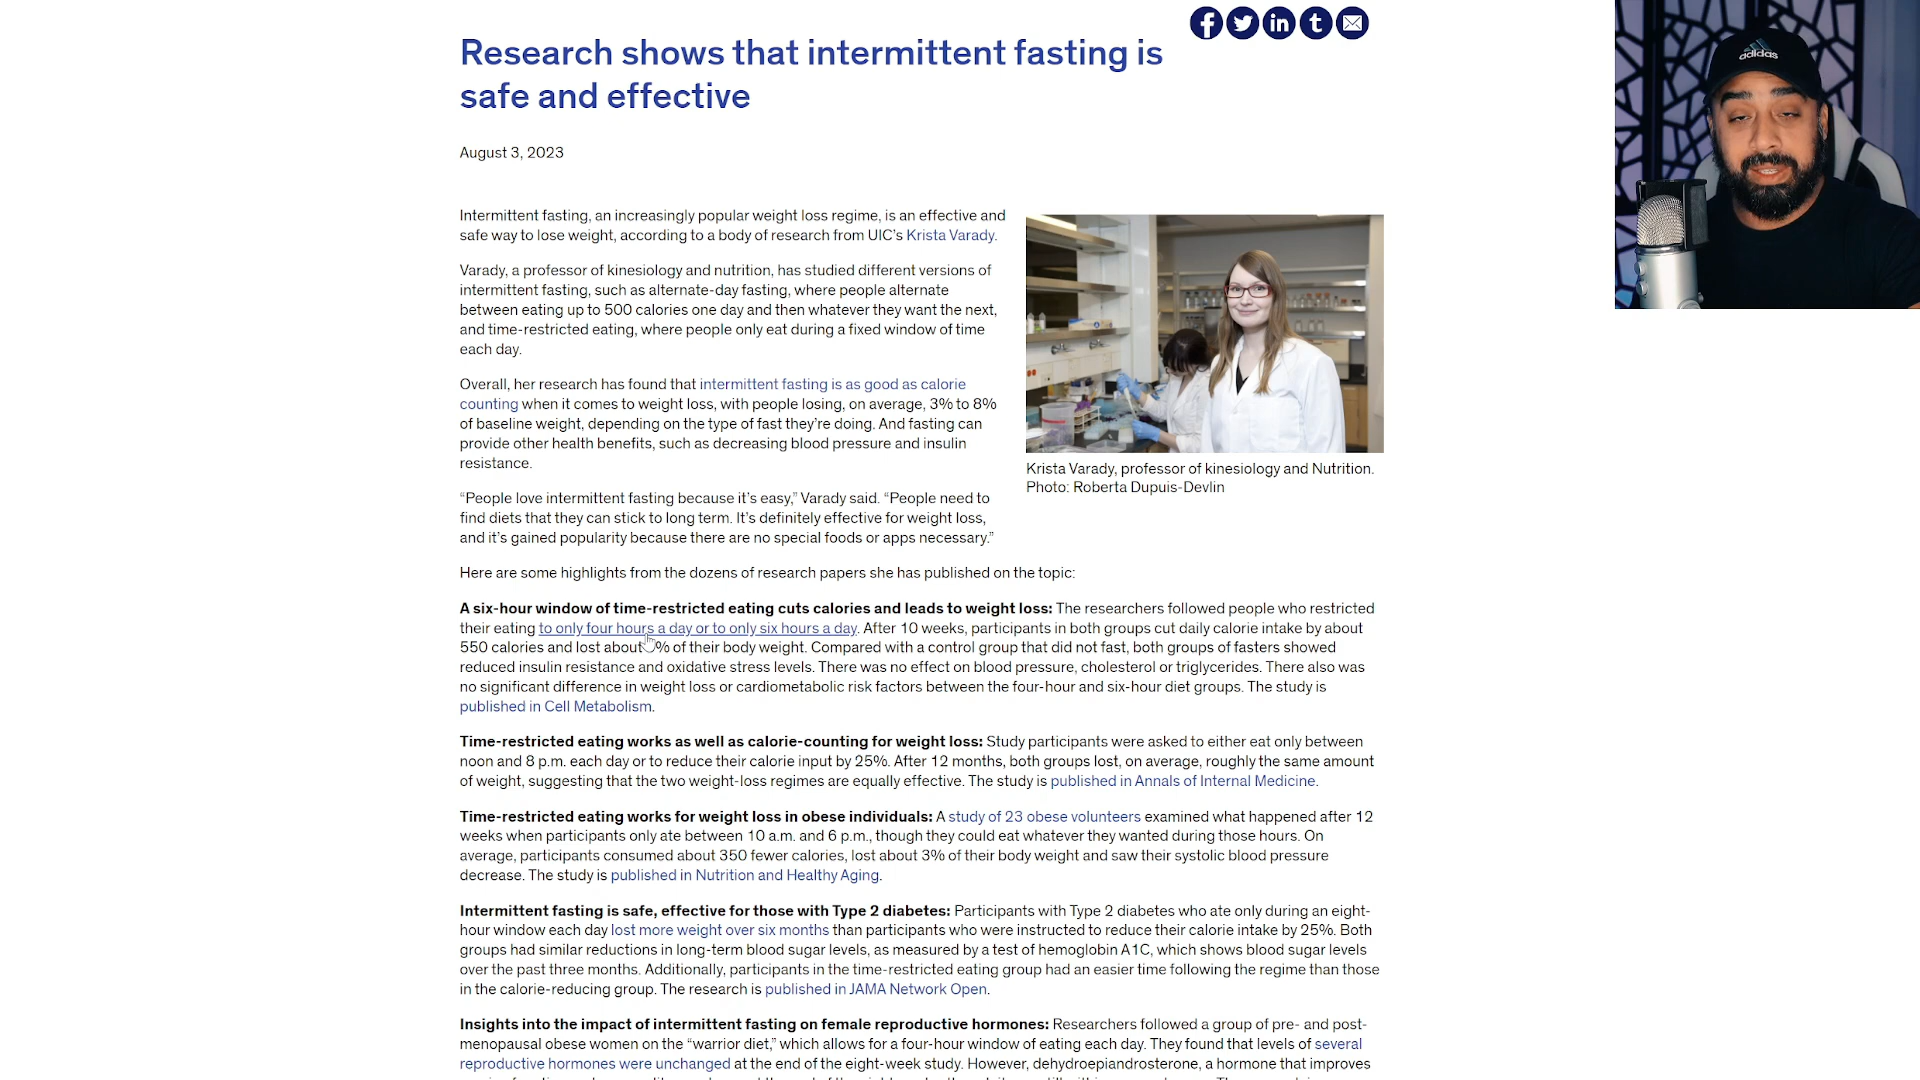 Research shows that intermittent fasting is
safe and effective
August 3, 2023
Intermittent fasting, an increasingly popular weight loss regime, is an effective and
safe way to lose weight, according to a body of research from UIC's Krista Varady.
Varady, a professor of kinesiology and nutrition, has studied different versions of
intermittent fasting, such as alternate-day fasting, where people alternate
between eating up to 500 calories one day and then whatever they want the next,
and time-restricted eating, where people only eat during a fixed window of time
each day.
Overall, her research has found that intermittent fasting is as good as calorie
counting when it comes to weight loss, with people losing, on average, 3% to 8%
of baseline weight, depending on the type of fast they're doing. And fasting can
provide other health benefits, such as decreasing blood pressure and insulin
resistance.
“People love intermittent fasting because it's easy,” Varady said. “People need to
find diets that they can stick to long term. It's definitely effective for weight loss,
and it's gained popularity because there are no special foods or apps necessary.”
Krista Varady, professor of kinesiology and Nutrition.
Photo: Roberta Dupuis-Devlin
Here are some highlights from the dozens of research papers she has published on the topic:
A six-hour window of time-restricted eating cuts calories and leads to weight loss: The researchers followed people who restricted
their eating to only four hours a day or to only six hours a day. After 10 weeks, participants in both groups cut daily calorie intake by about
550 calories and lost about % of their body weight. Compared with a control group that did not fast, both groups of fasters showed
reduced insulin resistance and oxidative stress levels. There was no effect on blood pressure, cholesterol or triglycerides. There also was
no significant difference in weight loss or cardiometabolic risk factors between the four-hour and six-hour diet groups. The study is
published in Cell Metabolism.
Time-restricted eating works as well as calorie-counting for weight loss: Study participants were asked to either eat only between
noon and 8 p.m. each day or to reduce their calorie input by 25%. After 12 months, both groups lost, on average, roughly the same amount
of weight, suggesting that the two weight-loss regimes are equally effective. The study is published in Annals of Internal Medicine.
Time-restricted eating works for weight loss in obese individuals: A study of 23 obese volunteers examined what happened after 12
weeks when participants only ate between 10 a.m. and 6 p.m., though they could eat whatever they wanted during those hours. On
average, participants consumed about 350 fewer calories, lost about 3% of their body weight and saw their systolic blood pressure
decrease. The study is published in Nutrition and Healthy Aging.
Intermittent fasting is safe, effective for those with Type 2 diabetes: Participants with Type 2 diabetes who ate only during an eight-
hour window each day lost more weight over six months than participants who were instructed to reduce their calorie intake by 25%. Both
groups had similar reductions in long-term blood sugar levels, as measured by a test of hemoglobin A1C, which shows blood sugar levels
over the past three months. Additionally, participants in the time-restricted eating group had an easier time following the regime than those
in the calorie-reducing group. The research is published in JAMA Network Open.
Insights into the impact of intermittent fasting on female reproductive hormones: Researchers followed a group of pre- and post-
menopausal obese women on the “warrior diet,” which allows for a four-hour window of eating each day. They found that levels of several
reproductive hormones were unchanged at the end of the eight-week study. However, dehydroepiandrosterone, a hormone that improves
adidas